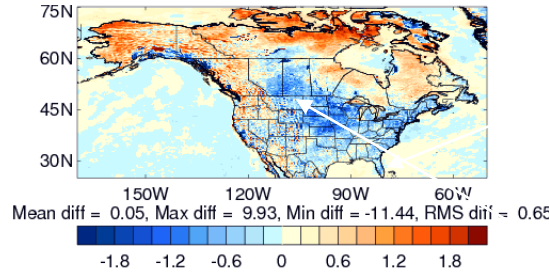 75N
60N
45N
30N
150W 120W 90W 60W
Mean diff = 0.05, Max diff = 9.93, Min diff = -11.44, RMS diff = 0.65
-1.8 -1.2 -0.6 0 0.6 1.2 1.8